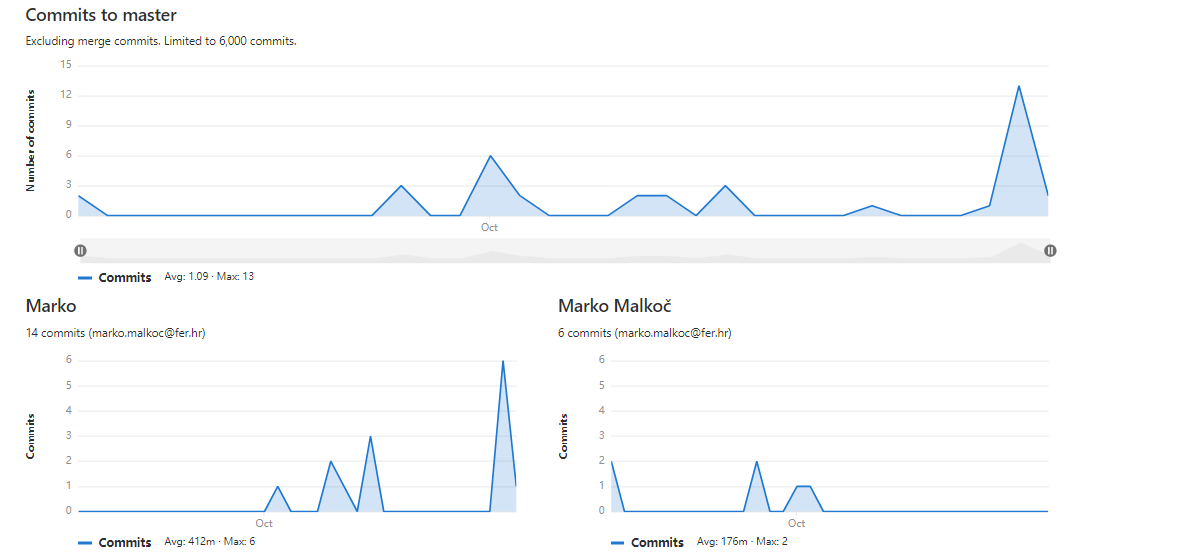 Commits to master
Excluding merge commits. Limited to 6,000 commits.
15
12
9
6
3
0
Number of commits
Oct
Commits Avg: 1.09 · Max: 13
Marko
14 commits (marko.malkoc@fer.hr)
6
5
4
3
2
1
0
Commits
Oct
Commits Avg: 412m · Max: 6
Marko Malkoč
6 commits (marko.malkoc@fer.hr)
6
5
4
3
2
1
0
Commits
Oct
Commits Avg: 176m · Max: 2